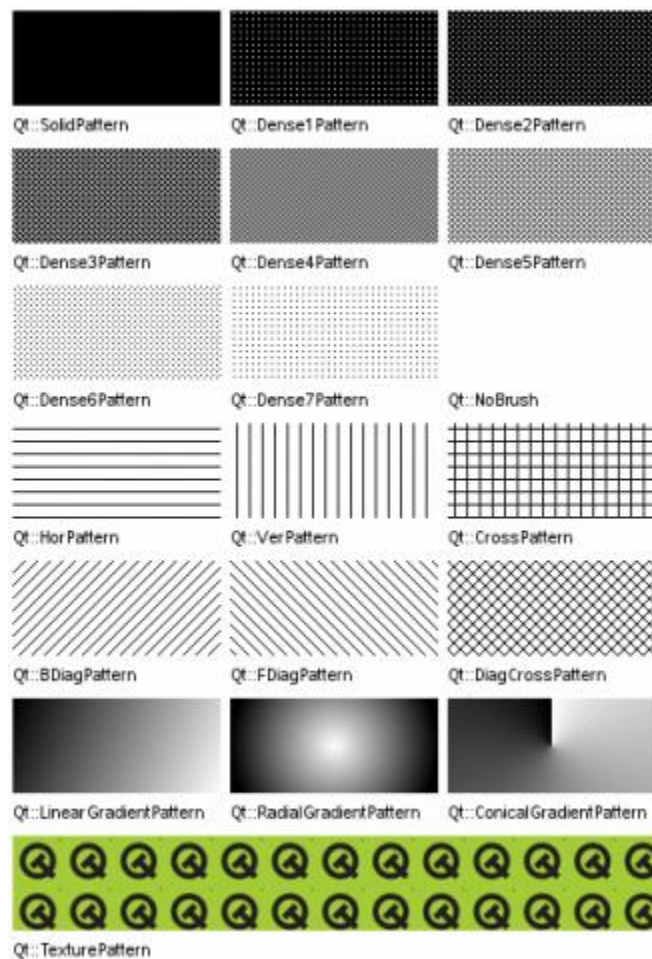 Qt::SolidPattern
Qt::Dense1Pattern
Qt::Dense2Pattern
Qt::Dense3Pattern
Qt::Dense4Pattern
Qt::Dense5Pattern
Qt::Dense6Pattern
Qt::Dense7Pattern
Qt::NoBrush
Qt::HorPattern
Qt::VerPattern
Qt::CrossPattern
Qt::BDiagPattern
Qt::FDiagPattern
Qt::DiagCrossPattern
Qt::LinearGradientPattern
Qt::RadialGradientPattern
Qt::ConicalGradientPattern
Qt::TexturePattern